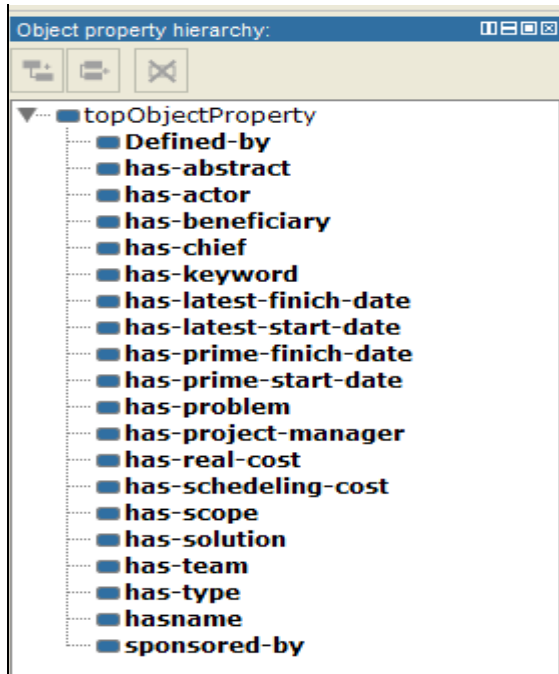 Object property hierarchy:
topObjectProperty
Defined-by
has-abstract
has-actor
has-beneficiary
has-chief
has-keyword
has-latest-finich-date
has-latest-start-date
has-prime-finich-date
has-prime-start-date
has-problem
has-project-manager
has-real-cost
has-schedeling-cost
has-scope
has-solution
has-team
has-type
hasname
sponsored-by